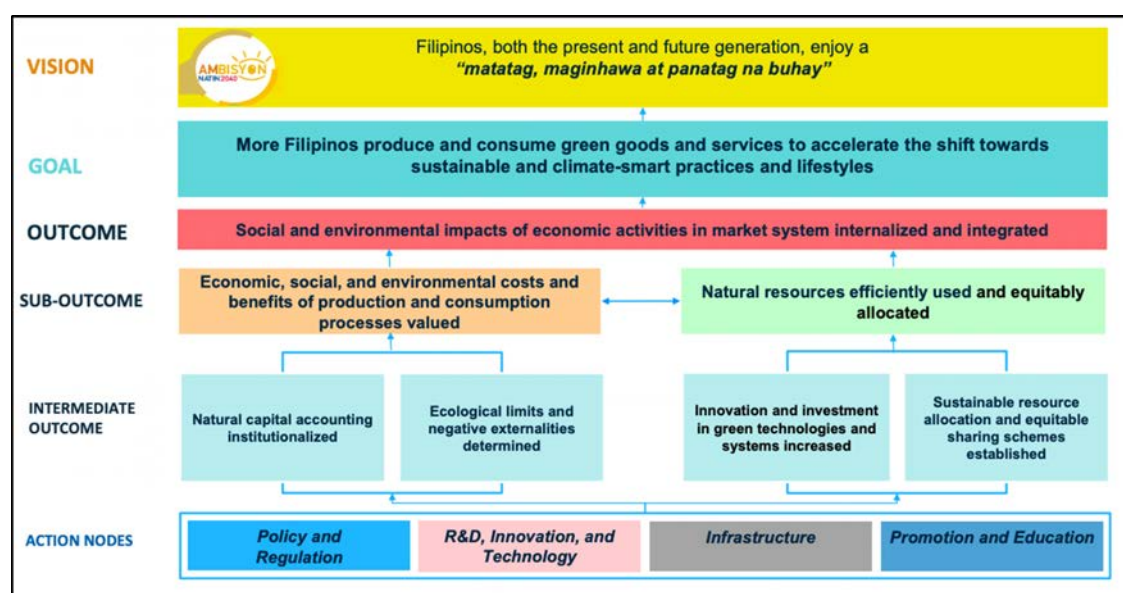 VISION
AMBISYON
NATIN 2040
Filipinos, both the present and future generation, enjoy a
“matatag, maginhawa at panatag na buhay”
GOAL
More Filipinos produce and consume green goods and services to accelerate the shift towards
sustainable and climate-smart practices and lifestyles
OUTCOME
Social and environmental impacts of economic activities in market system internalized and integrated
SUB-OUTCOME
Economic, social, and environmental costs and
benefits of production and consumption
processes valued
Natural resources efficiently used and equitably
allocated
INTERMEDIATE
OUTCOME
Natural capital accounting
institutionalized
Ecological limits and
negative externalities
determined
Innovation and investment
in green technologies and
systems increased
Sustainable resource
allocation and equitable
sharing schemes
established
ACTION NODES
Policy and
Regulation
R&D, Innovation, and
Technology
Infrastructure
Promotion and Education